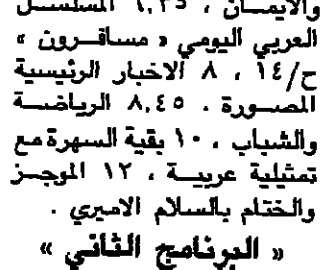 والايمان ، ٦,٣٥ المسلسل
العربي اليومي « مسافرون »
ح/١٤ ، ٨ الاخبار الرئيسية
المصورة . ٨,٤٥ الرياضة
والشباب ، ١٠ بقية السهرة مع
تمثيلية عربية ، ١٢ الموجز
والختام بالسلام الاميري .
« البرنامج الثاني »